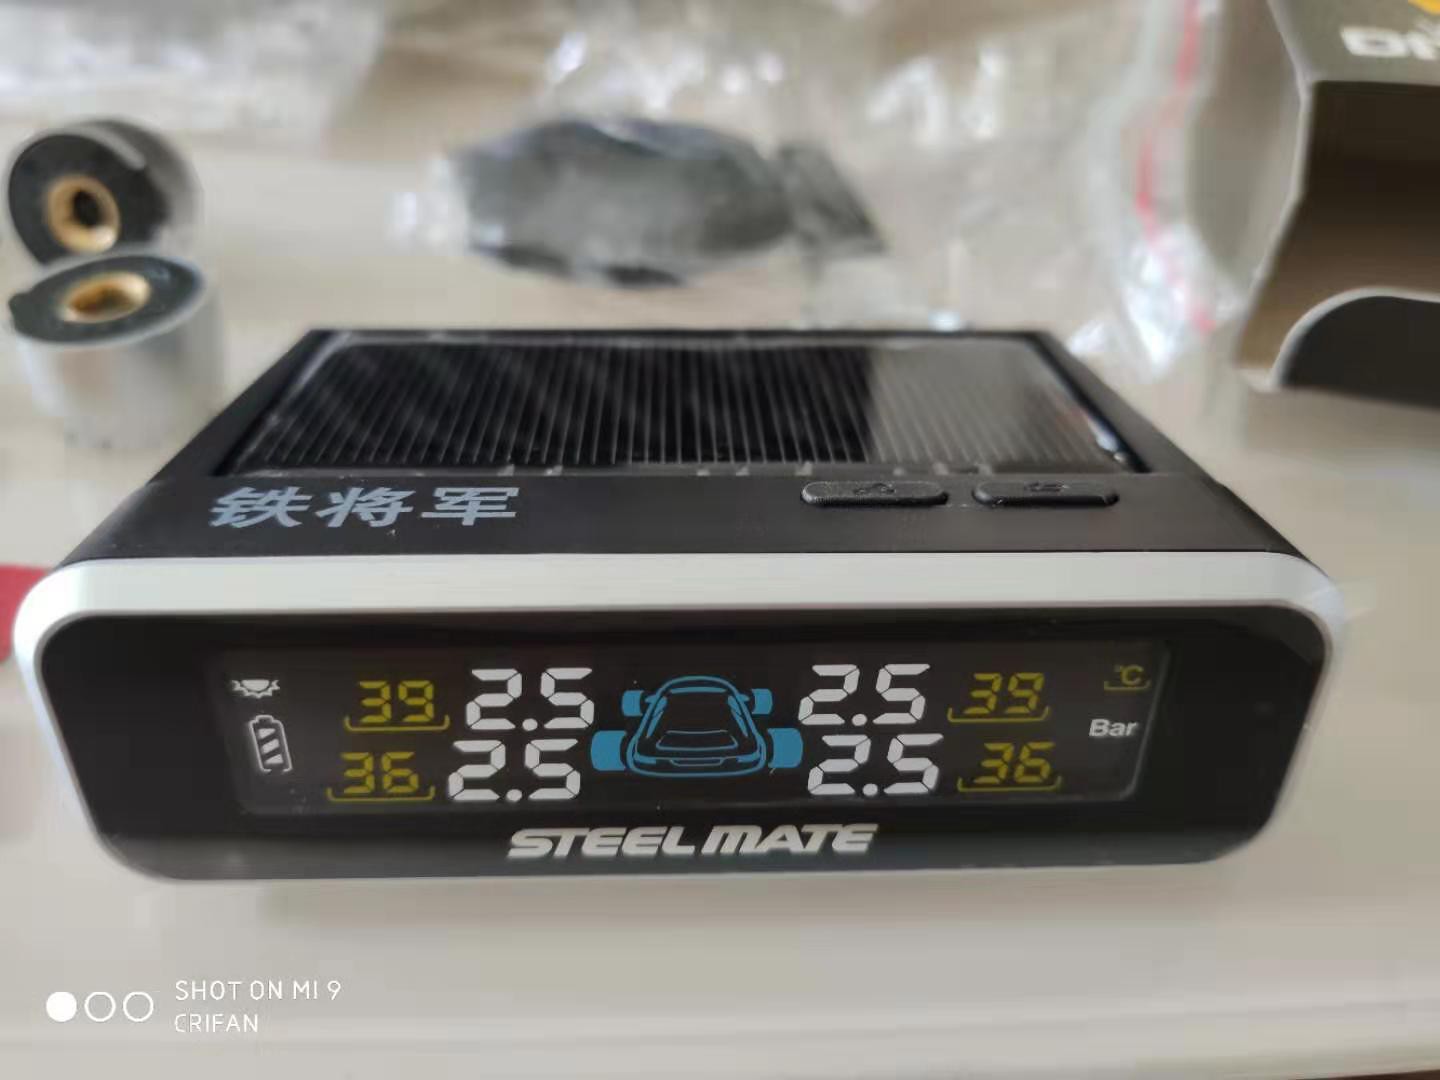 铁将军
39 2.5 2.5 39 °C
Bar
36 2.5 2.5 36
STEELMATE
SHOT ON MI 9
CRIFAN